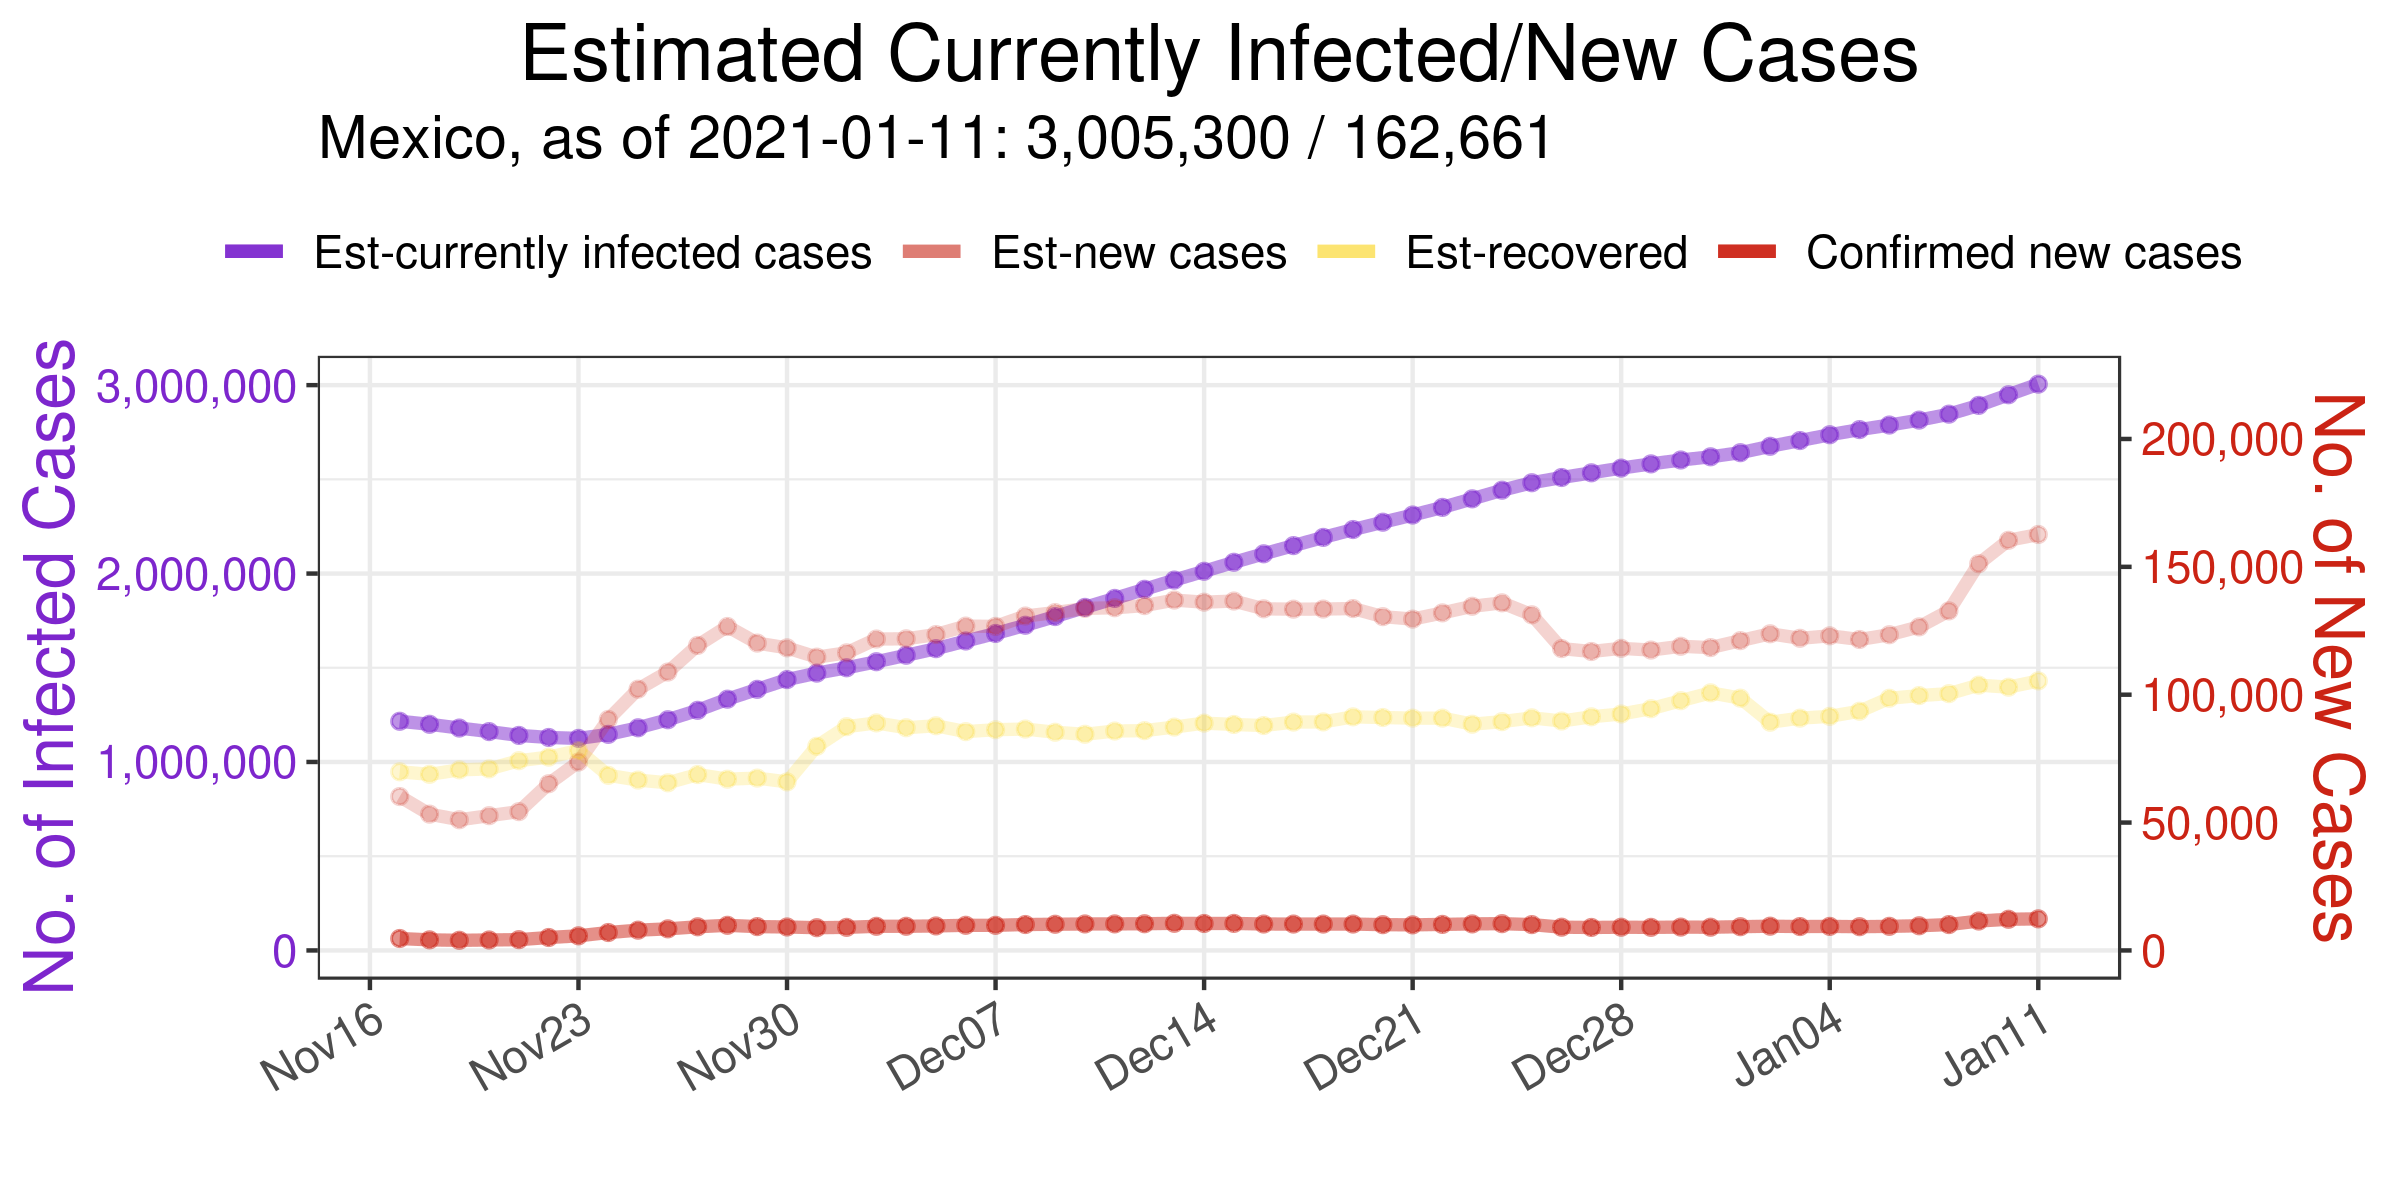 Estimated Currently Infected/New Cases
Mexico, as of 2021-01-11: 3,005,300 / 162,661
Est-currently infected cases Est-new cases Est-recovered Confirmed new cases
No. of Infected Cases
3,000,000
2,000,000
1,000,000
0
200,000
150,000
100,000
50,000
0
No. of New Cases
Nov16 Nov23 Nov30 Dec07 Dec14 Dec21 Dec28 Jan04 Jan11